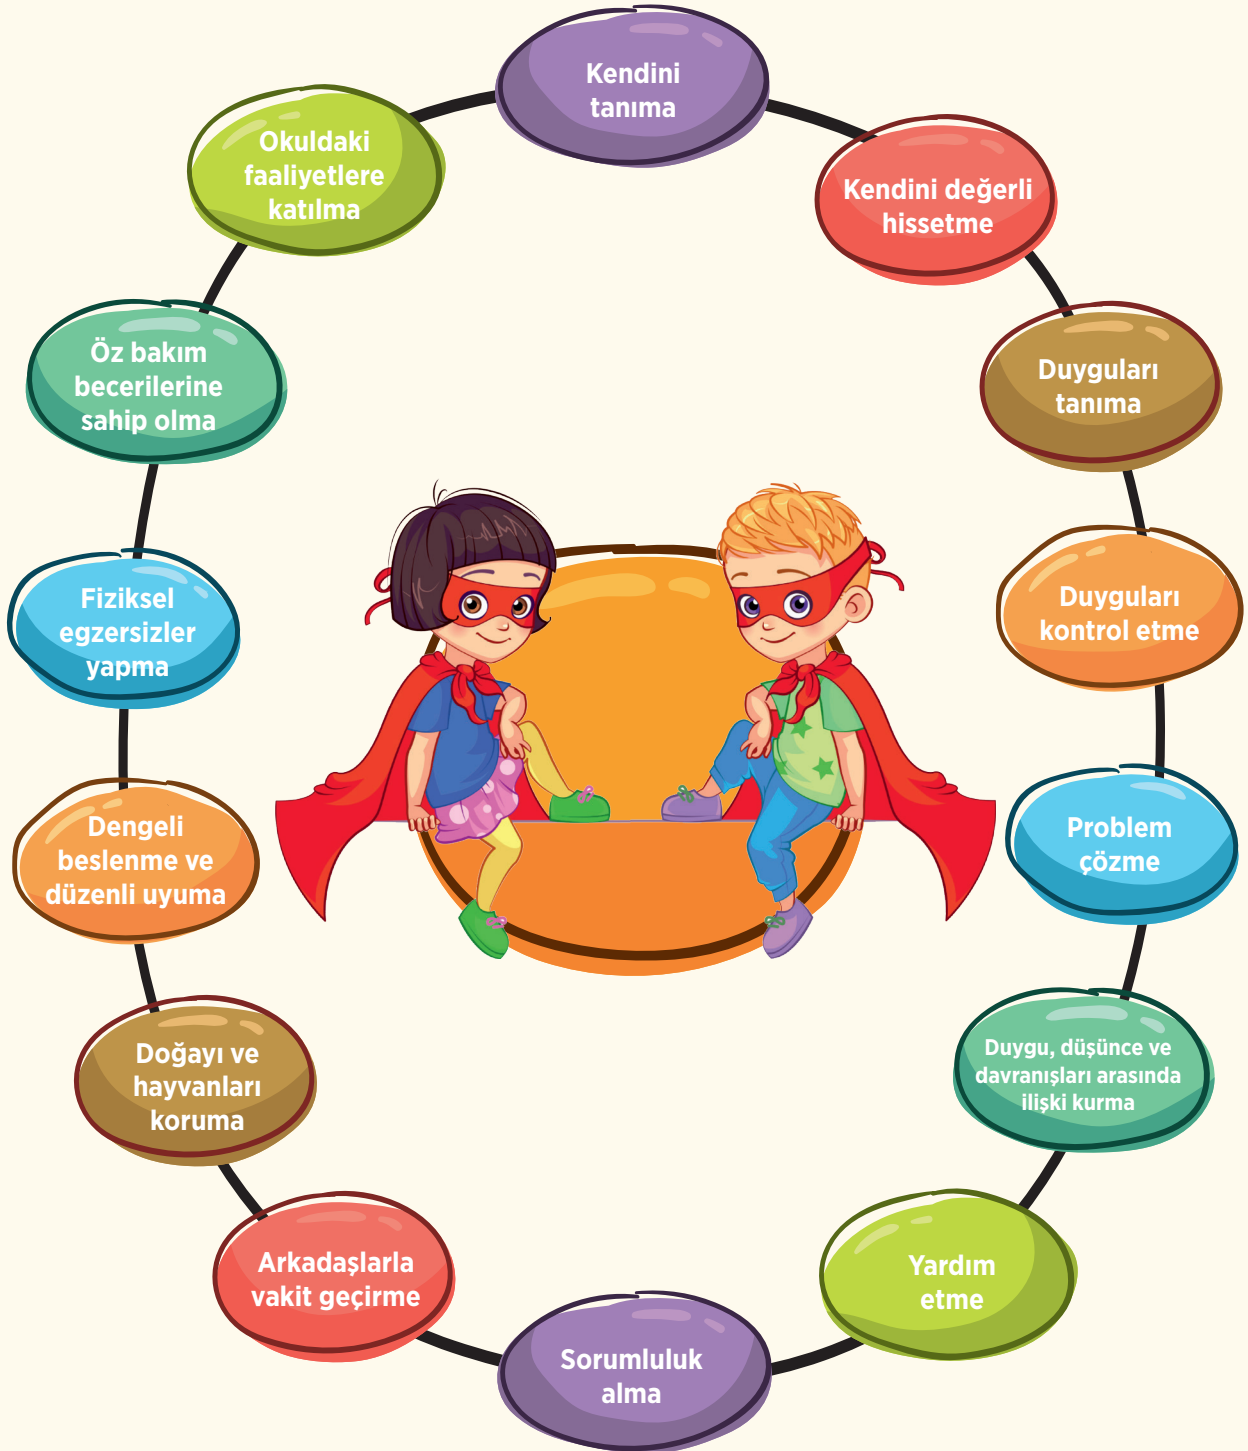 Kendini
tanıma
Kendini değerli
hissetme
Duyguları
tanıma
Duyguları
kontrol etme
Problem
çözme
Duygu, düşünce ve
davranışları arasında
ilişki kurma
Yardım
etme
Sorumluluk
alma
Arkadaşlarla
vakit geçirme
Doğayı ve
hayvanları
koruma
Dengeli
beslenme ve
düzenli uyuma
Fiziksel
egzersizler
yapma
Öz bakım
becerilerine
sahip olma
Okuldaki
faaliyetlere
katılma